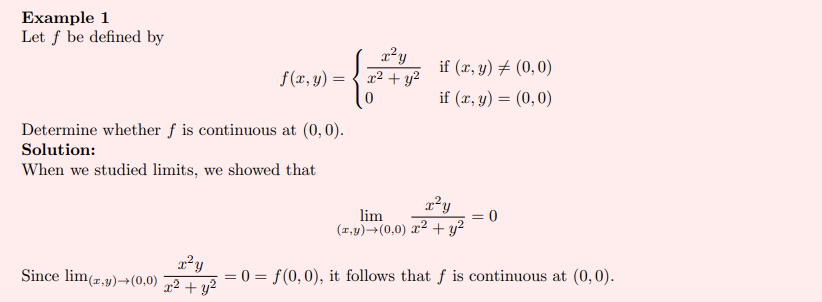 Example 1
Let f be defined by
f(x, y) = { x²y / x² + y² if (x, y) ≠ (0, 0)
0 if (x, y) = (0, 0)
Determine whether f is continuous at (0, 0).
Solution:
When we studied limits, we showed that
lim (x,y)→(0,0) x²y / x² + y² = 0
Since lim(x,y)→(0,0) x²y / x² + y² = 0 = f(0, 0), it follows that f is continuous at (0, 0).